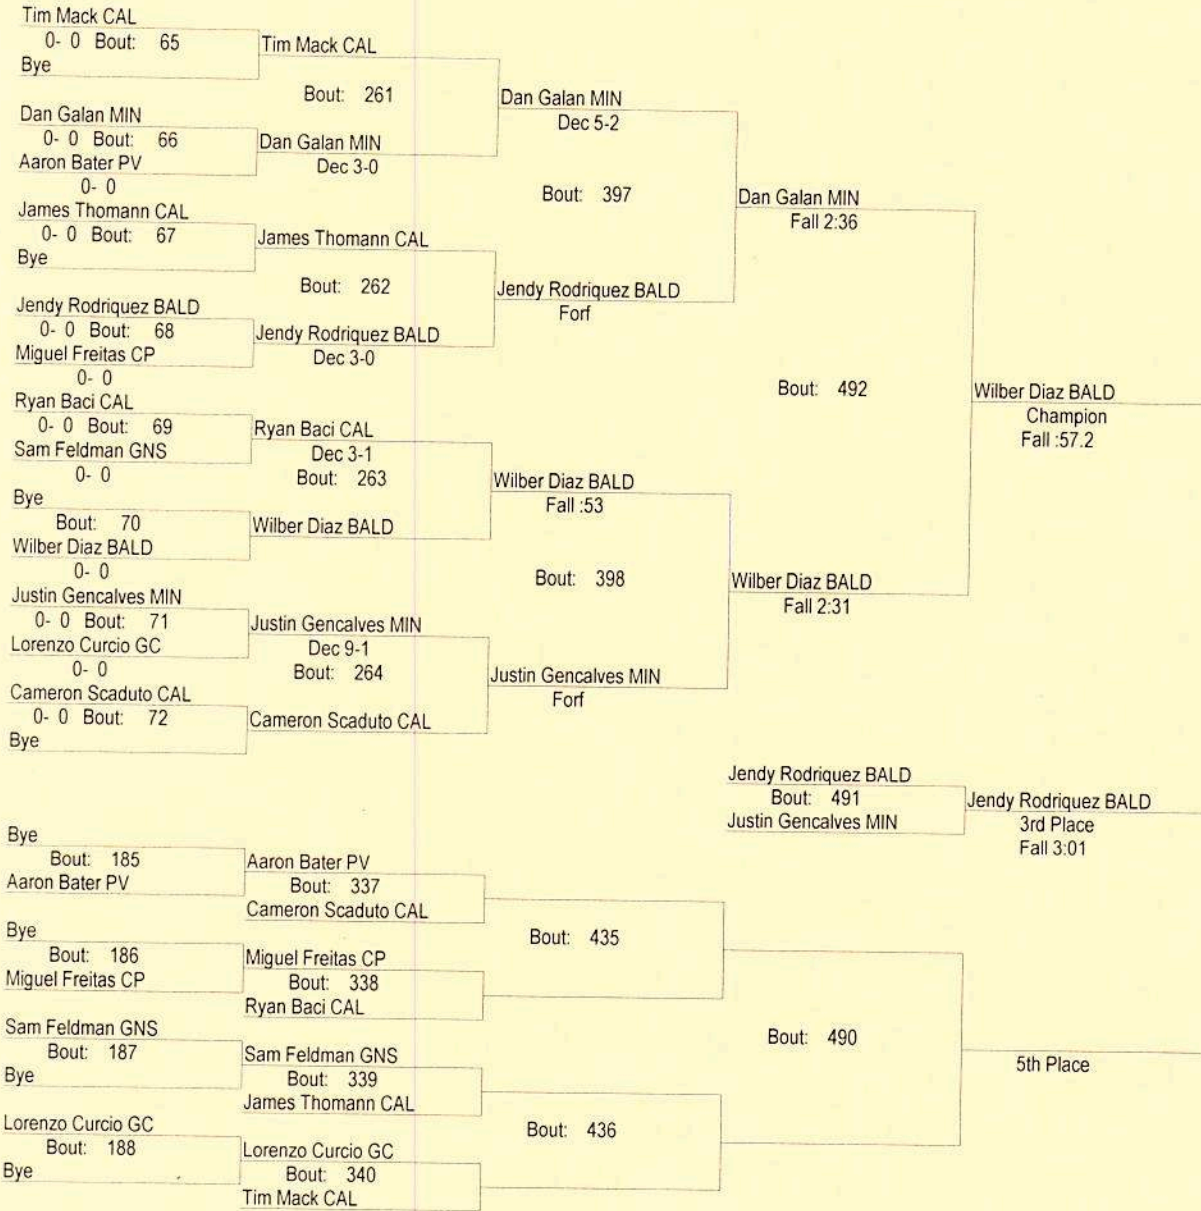 Tim Mack CAL
0- 0 Bout: 65
Bye
Dan Galan MIN
0- 0 Bout: 66
Aaron Bater PV
0- 0
James Thomann CAL
0- 0 Bout: 67
Bye
Jendy Rodriquez BALD
0- 0 Bout: 68
Miguel Freitas CP
0- 0
Ryan Baci CAL
0- 0 Bout: 69
Sam Feldman GNS
0- 0
Bye
Bout: 70
Wilber Diaz BALD
0- 0
Justin Gencalves MIN
0- 0 Bout: 71
Lorenzo Curcio GC
0- 0
Cameron Scaduto CAL
0- 0 Bout: 72
Bye
Tim Mack CAL
Bout: 261
Dan Galan MIN
Dec 3-0
James Thomann CAL
Bout: 262
Jendy Rodriquez BALD
Dec 3-0
Ryan Baci CAL
Dec 3-1
Bout: 263
Wilber Diaz BALD
Justin Gencalves MIN
Dec 9-1
Bout: 264
Cameron Scaduto CAL
Dan Galan MIN
Dec 5-2
Bout: 397
Jendy Rodriquez BALD
Forf
Wilber Diaz BALD
Fall :53
Bout: 398
Justin Gencalves MIN
Forf
Dan Galan MIN
Fall 2:36
Bout: 492
Wilber Diaz BALD
Fall 2:31
Wilber Diaz BALD
Champion
Fall :57.2
Jendy Rodriquez BALD
Bout: 491
Justin Gencalves MIN
Jendy Rodriquez BALD
3rd Place
Fall 3:01
Bye
Bout: 185
Aaron Bater PV
Bye
Bout: 186
Miguel Freitas CP
Sam Feldman GNS
Bout: 187
Bye
Lorenzo Curcio GC
Bout: 188
Bye
Aaron Bater PV
Bout: 337
Cameron Scaduto CAL
Miguel Freitas CP
Bout: 338
Ryan Baci CAL
Sam Feldman GNS
Bout: 339
James Thomann CAL
Lorenzo Curcio GC
Bout: 340
Tim Mack CAL
Bout: 435
Bout: 436
Bout: 490
5th Place